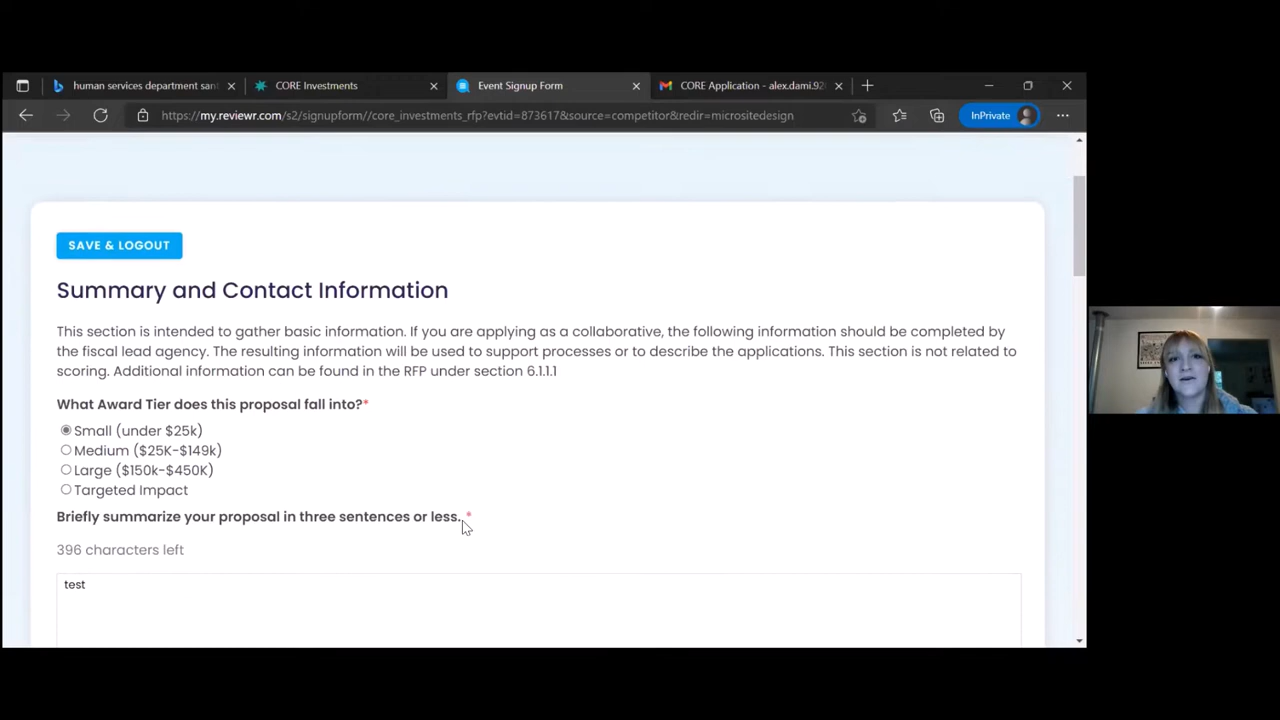 human services department sant
CORE Investments
Event Signup Form
CORE Application - alex.dami.92
https://my.reviewr.com/s2/signupform//core_investments_rfp?evtid=873617&source=competitor&redir=micrositedesign
InPrivate
SAVE & LOGOUT
Summary and Contact Information
This section is intended to gather basic information. If you are applying as a collaborative, the following information should be completed by
the fiscal lead agency. The resulting information will be used to support processes or to describe the applications. This section is not related to
scoring. Additional information can be found in the RFP under section 6.1.1.1
What Award Tier does this proposal fall into?*
Small (under $25k)
Medium ($25K-$149k)
Large ($150k-$450K)
Targeted Impact
Briefly summarize your proposal in three sentences or less. *
396 characters left
test